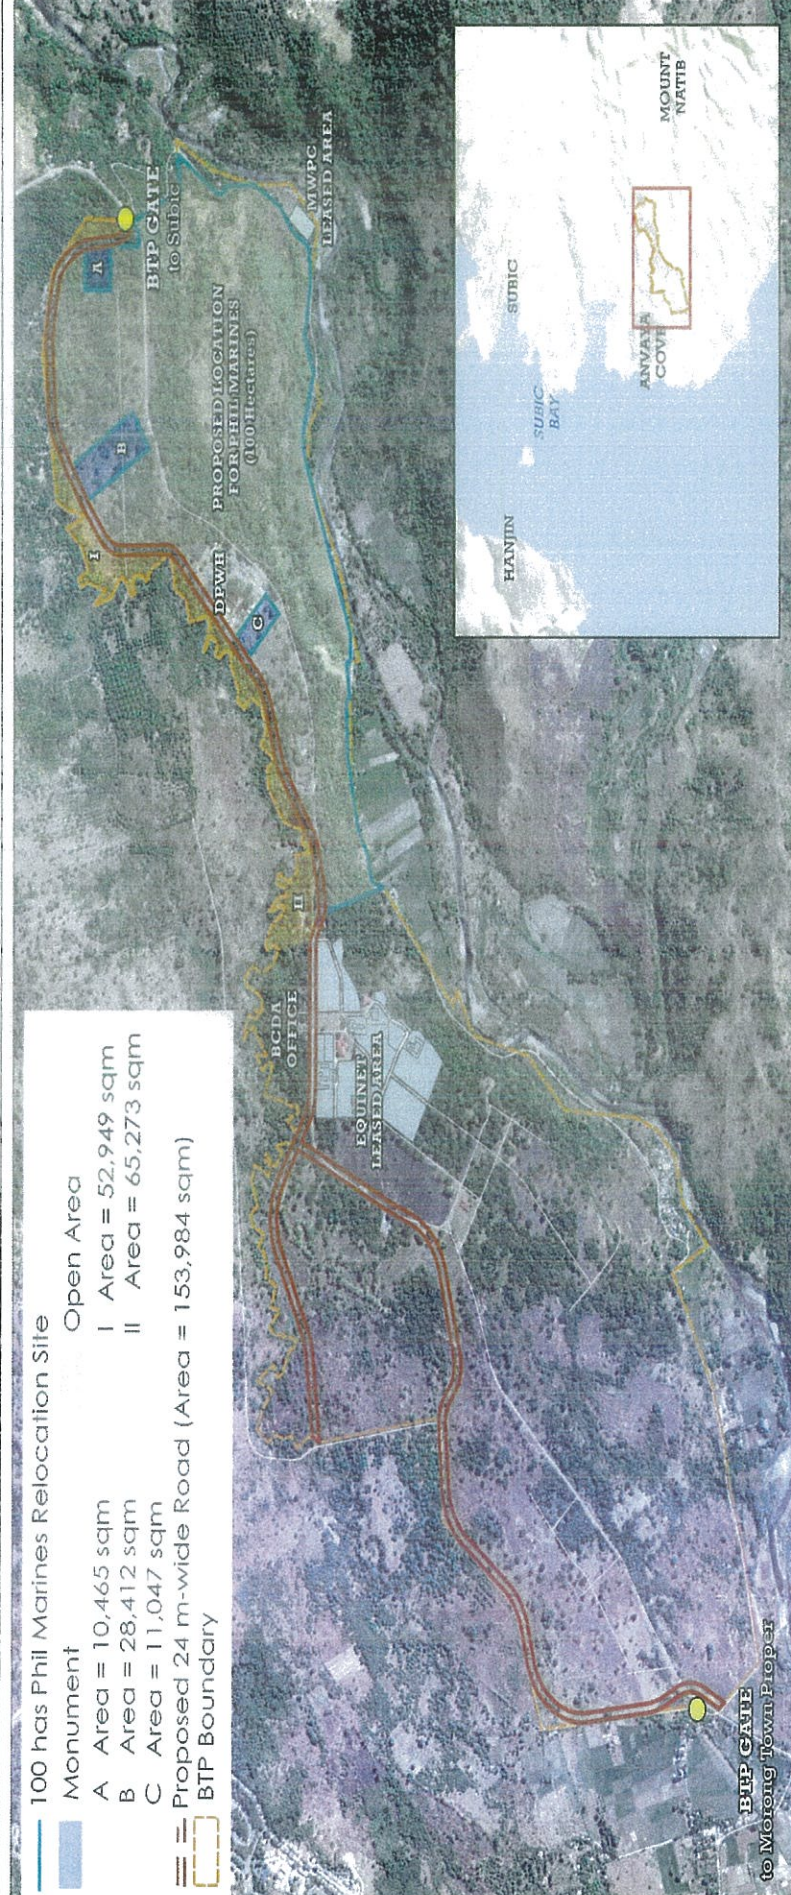 100 has Phil Marines Relocation Site
Monument
A Area = 10,465 sqm
B Area = 28,412 sqm
C Area = 11,047 sqm
Open Area
I Area = 52,949 sqm
II Area = 65,273 sqm
Proposed 24 m-wide Road (Area = 153,984 sqm)
BTP Boundary
BTP GATE
to Morong Town Proper
BCDA
OFFICE
EQUINET
LEASED AREA
II
C
DPWH
I
B
A
PROPOSED LOCATION
FOR PHIL MARINES
(100 Hectares)
BTP GATE
to Subic
MWPC
LEASED AREA
HANJIN
SUBIC
BAY
SUBIC
ANVAYA
COVE
MOUNT
NATIB